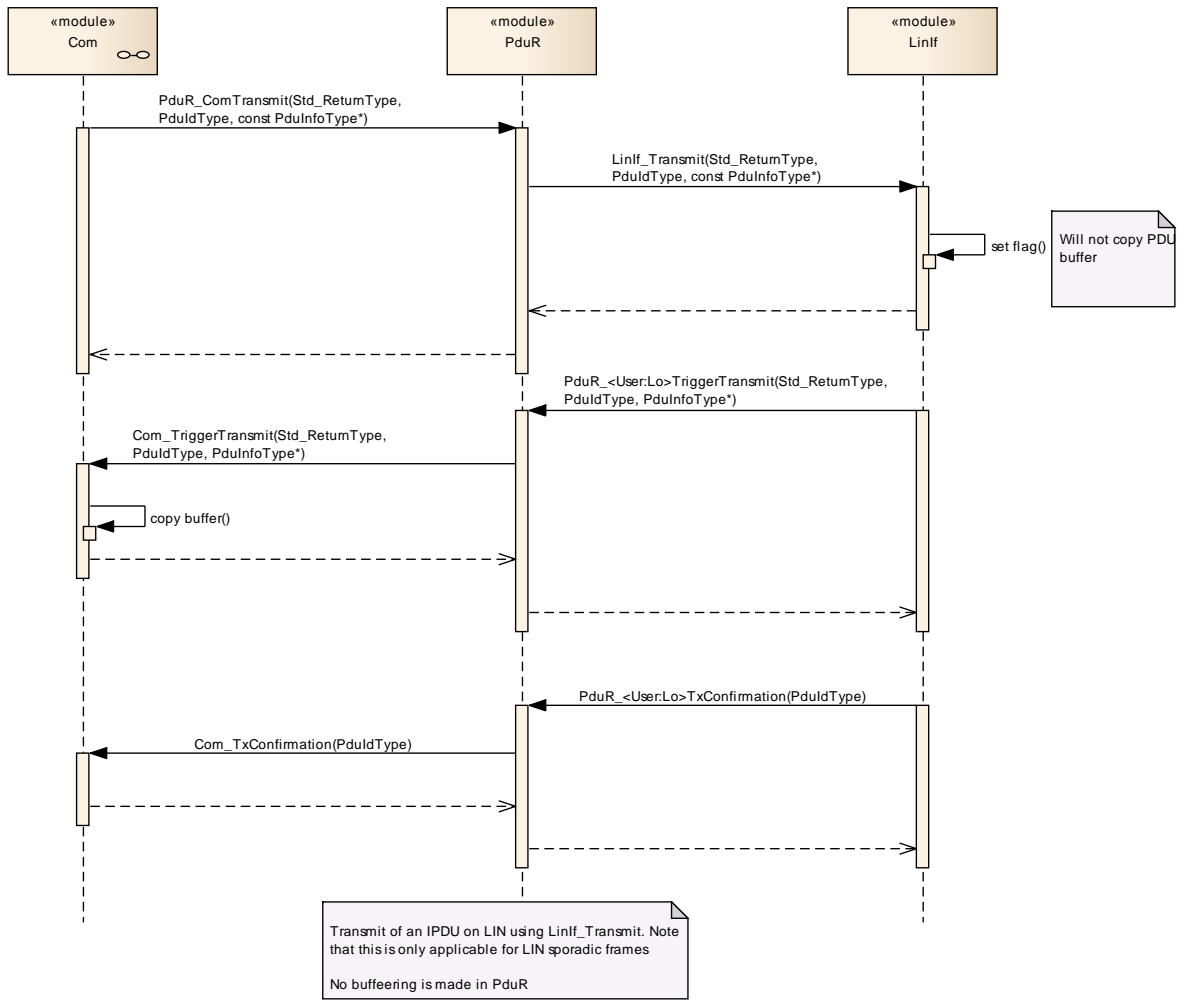 «module»
Com
«module»
PduR
«module»
LinIf
PduR_ComTransmit(Std_ReturnType,
PduIdType, const PduInfoType*)
LinIf_Transmit(Std_ReturnType,
PduIdType, const PduInfoType*)
set flag()
Will not copy PDU
buffer
PduR_<User:Lo>TriggerTransmit(Std_ReturnType,
PduIdType, PduInfoType*)
Com_TriggerTransmit(Std_ReturnType,
PduIdType, PduInfoType*)
copy buffer()
PduR_<User:Lo>TxConfirmation(PduIdType)
Com_TxConfirmation(PduIdType)
Transmit of an IPDU on LIN using LinIf_Transmit. Note
that this is only applicable for LIN sporadic frames
No buffeering is made in PduR